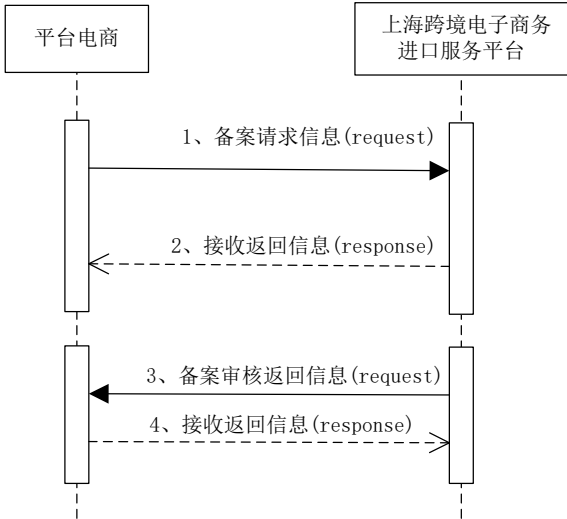 平台电商
上海跨境电子商务
进口服务平台
1、备案请求信息(request)
2、接收返回信息(response)
3、备案审核返回信息(request)
4、接收返回信息(response)